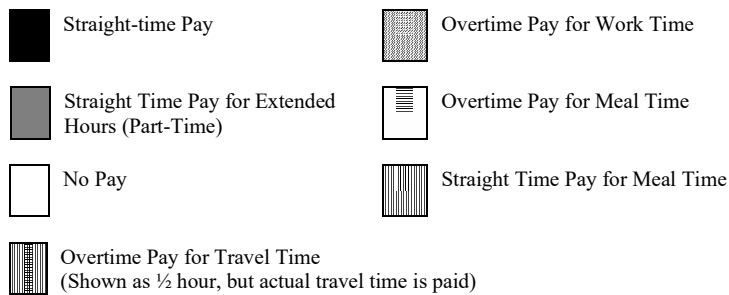 Straight-time Pay
Overtime Pay for Work Time
Straight Time Pay for Extended
Hours (Part-Time)
Overtime Pay for Meal Time
No Pay
Straight Time Pay for Meal Time
Overtime Pay for Travel Time
(Shown as ½ hour, but actual travel time is paid)